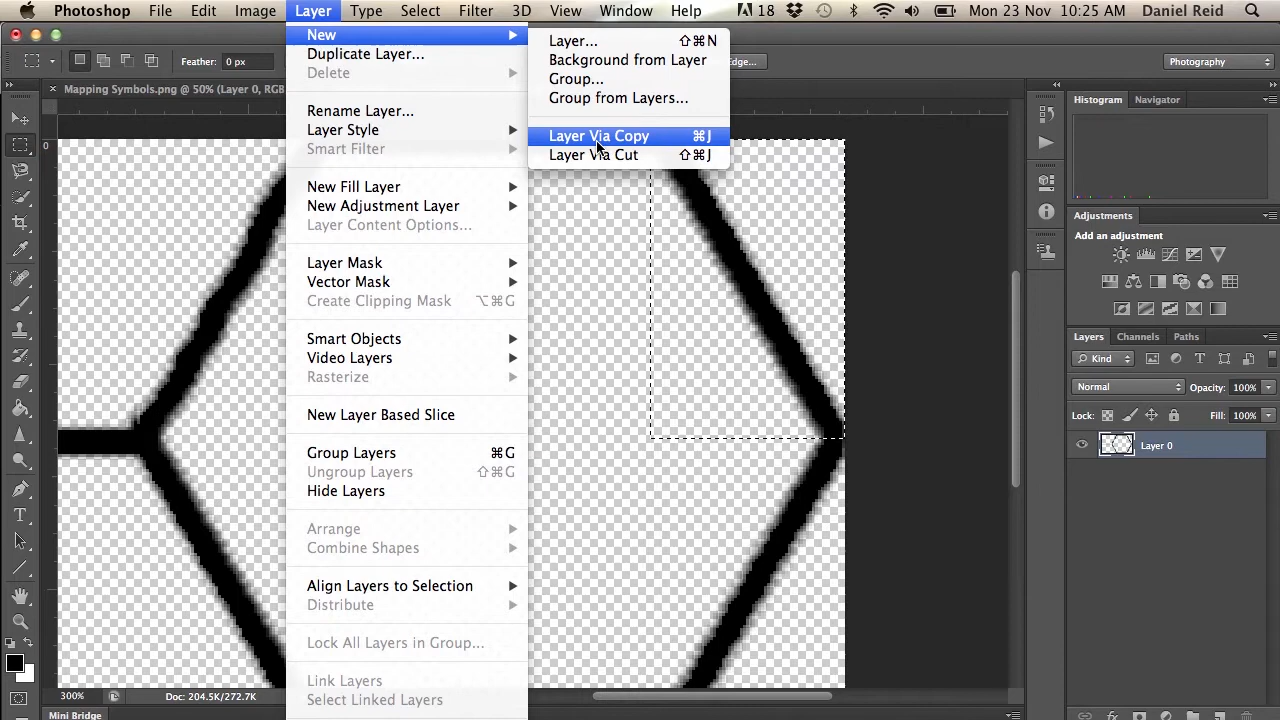 Photoshop File Edit Image Layer Type Select Filter 3D View Window Help 18 Mon 23 Nov 10:25 AM Daniel Reid
Feather: 0 px Edge... Photography
Mapping Symbols.png @ 50% (Layer 0, RGB
New
Duplicate Layer...
Delete
Rename Layer...
Layer Style
Smart Filter
New Fill Layer
New Adjustment Layer
Layer Content Options...
Layer Mask
Vector Mask
Create Clipping Mask ⌥⌘G
Smart Objects
Video Layers
Rasterize
New Layer Based Slice
Group Layers ⌘G
Ungroup Layers ⇧⌘G
Hide Layers
Arrange
Combine Shapes
Align Layers to Selection
Distribute
Lock All Layers in Group...
Link Layers
Select Linked Layers
Layer... ⇧⌘N
Background from Layer
Group...
Group from Layers...
Layer Via Copy ⌘J
Layer Via Cut ⇧⌘J
0
Histogram Navigator
Adjustments
Add an adjustment
Layers Channels Paths
Kind
Normal Opacity: 100%
Lock: Fill: 100%
Layer 0
300% Doc: 204.5K/272.7K
Mini Bridge